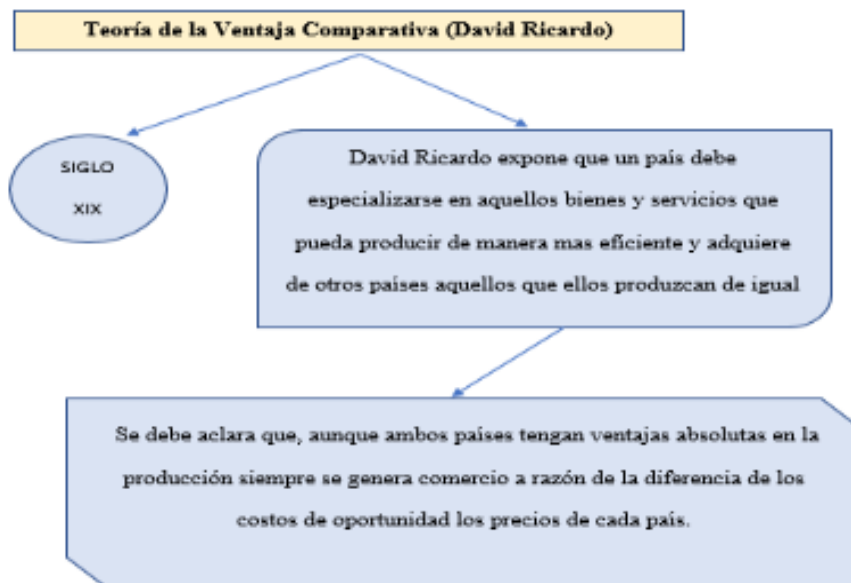 Teoría de la Ventaja Comparativa (David Ricardo)
SIGLO
XIX
David Ricardo expone que un país debe
especializarse en aquellos bienes y servicios que
pueda producir de manera mas eficiente y adquiere
de otros países aquellos que ellos produzcan de igual
Se debe aclara que, aunque ambos países tengan ventajas absolutas en la
producción siempre se genera comercio a razón de la diferencia de los
costos de oportunidad los precios de cada país.